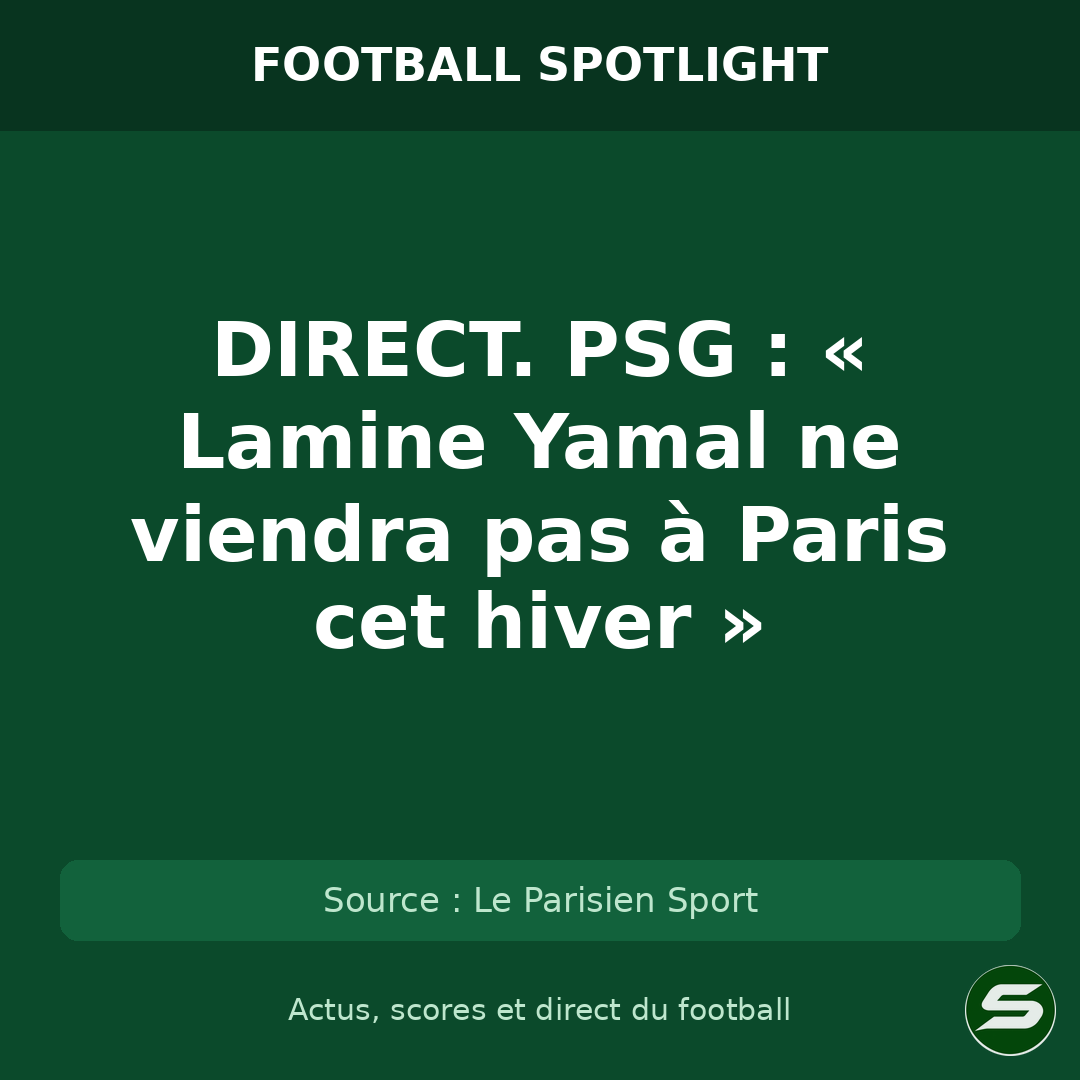 FOOTBALL SPOTLIGHT
DIRECT. PSG : «
Lamine Yamal ne
viendra pas à Paris
cet hiver »
Source : Le Parisien Sport
Actus, scores et direct du football